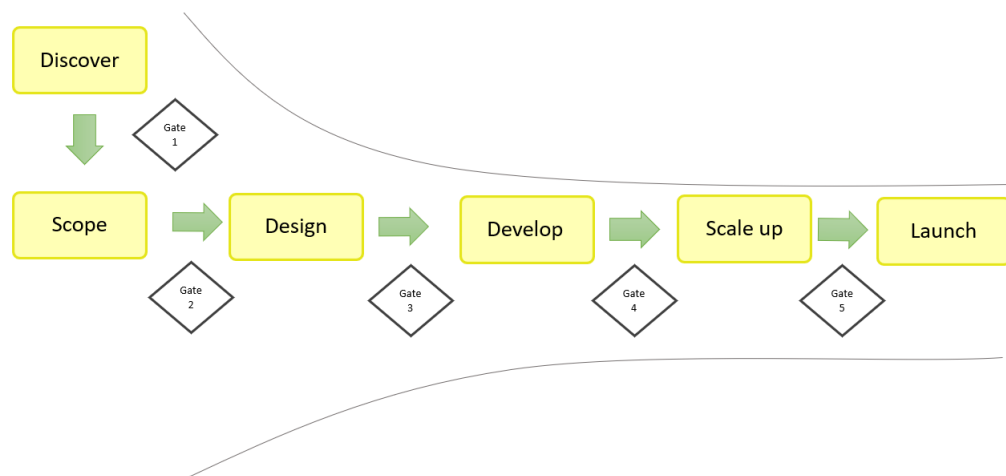 Discover
Gate
1
Scope
Design
Develop
Scale up
Launch
Gate
2
Gate
3
Gate
4
Gate
5